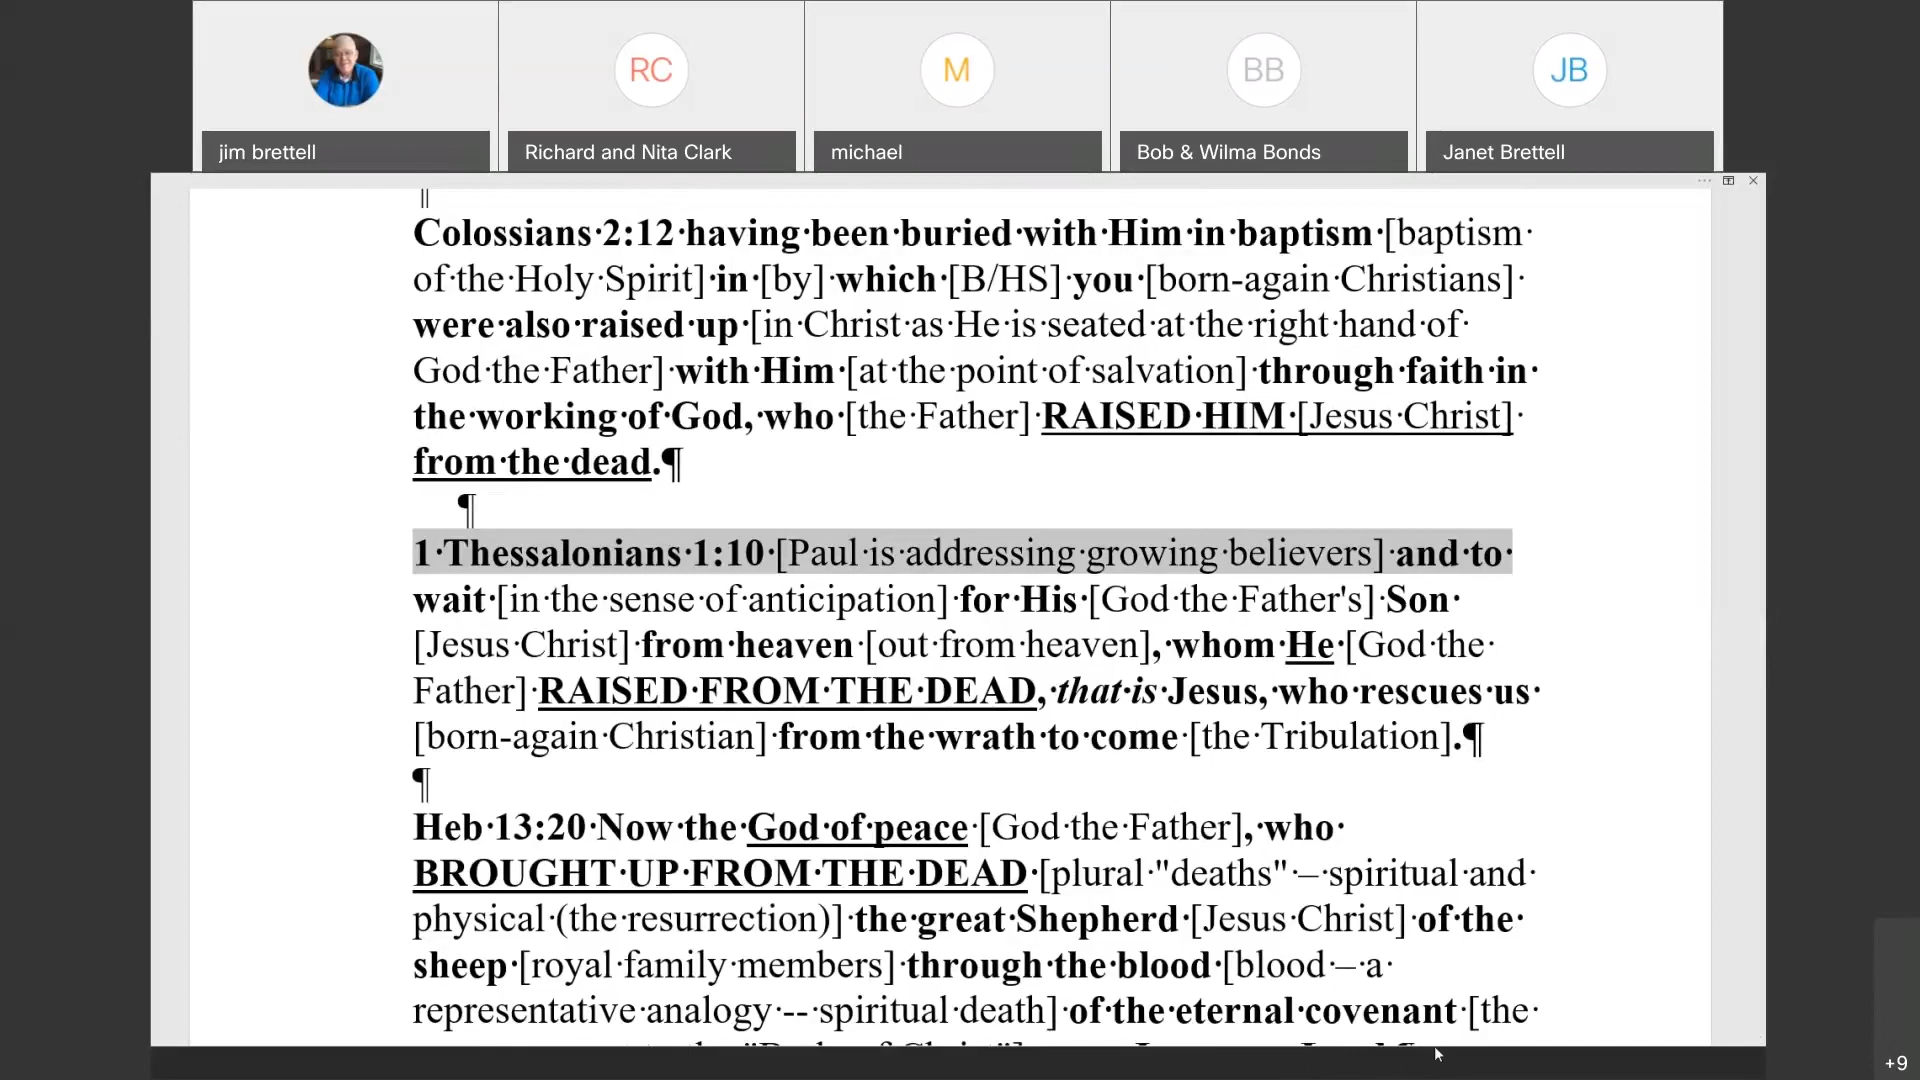 RC
M
BB
JB
jim brettell
Richard and Nita Clark
michael
Bob & Wilma Bonds
Janet Brettell
¶
Colossians·2:12·having·been·buried·with·Him·in·baptism·[baptism·
of·the·Holy·Spirit]·in·[by]·which·[B/HS]·you·[born-again·Christians]·
were·also·raised·up·[in·Christ·as·He·is·seated·at·the·right·hand·of·
God·the·Father]·with·Him·[at·the·point·of·salvation]·through·faith·in·
the·working·of·God,·who·[the·Father]·RAISED·HIM·[Jesus·Christ]·
from·the·dead.¶
¶
1·Thessalonians·1:10·[Paul·is·addressing·growing·believers]·and·to·
wait·[in·the·sense·of·anticipation]·for·His·[God·the·Father's]·Son·
[Jesus·Christ]·from·heaven·[out·from·heaven],·whom·He·[God·the·
Father]·RAISED·FROM·THE·DEAD,·that·is·Jesus,·who·rescues·us·
[born-again·Christian]·from·the·wrath·to·come·[the·Tribulation].¶
¶
Heb·13:20·Now·the·God·of·peace·[God·the·Father],·who·
BROUGHT·UP·FROM·THE·DEAD·[plural·"deaths"·–·spiritual·and·
physical·(the·resurrection)]·the·great·Shepherd·[Jesus·Christ]·of·the·
sheep·[royal·family·members]·through·the·blood·[blood·–·a·
representative·analogy·--·spiritual·death]·of·the·eternal·covenant·[the·
+9